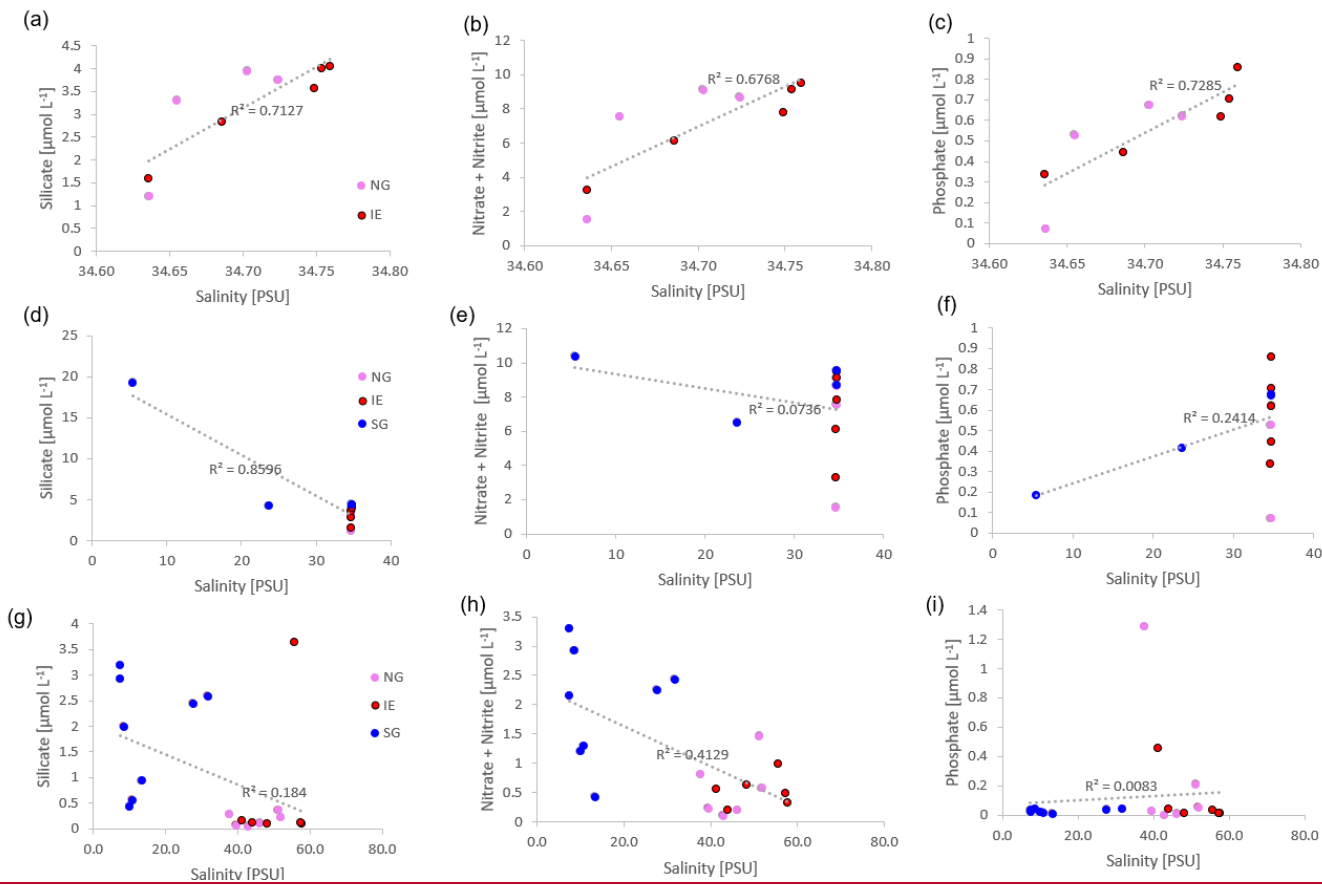 (a)
Silicate [µmol L-1]
4.5
4
3.5
3
2.5
2
1.5
1
0.5
0
R² = 0.7127
NG
IE
34.60 34.65 34.70 34.75 34.80
Salinity [PSU]
(b)
Nitrate + Nitrite [µmol L-1]
12
10
8
6
4
2
0
R² = 0.6768
34.60 34.65 34.70 34.75 34.80
Salinity [PSU]
(c)
Phosphate [µmol L-1]
1
0.9
0.8
0.7
0.6
0.5
0.4
0.3
0.2
0.1
0
R² = 0.7285
34.60 34.65 34.70 34.75 34.80
Salinity [PSU]
(d)
Silicate [µmol L-1]
25
20
15
10
5
0
R² = 0.8596
NG
IE
SG
0 10 20 30 40
Salinity [PSU]
(e)
Nitrate + Nitrite [µmol L-1]
12
10
8
6
4
2
0
R² = 0.0736
0 10 20 30 40
Salinity [PSU]
(f)
Phosphate [µmol L-1]
1
0.9
0.8
0.7
0.6
0.5
0.4
0.3
0.2
0.1
0
R² = 0.2414
0 10 20 30 40
Salinity [PSU]
(g)
Silicate [µmol L-1]
4
3.5
3
2.5
2
1.5
1
0.5
0
R² = 0.184
NG
IE
SG
0.0 20.0 40.0 60.0 80.0
Salinity [PSU]
(h)
Nitrate + Nitrite [µmol L-1]
3.5
3
2.5
2
1.5
1
0.5
0
R² = 0.4129
0.0 20.0 40.0 60.0 80.0
Salinity [PSU]
(i)
Phosphate [µmol L-1]
1.4
1.2
1
0.8
0.6
0.4
0.2
0
R² = 0.0083
0.0 20.0 40.0 60.0 80.0
Salinity [PSU]